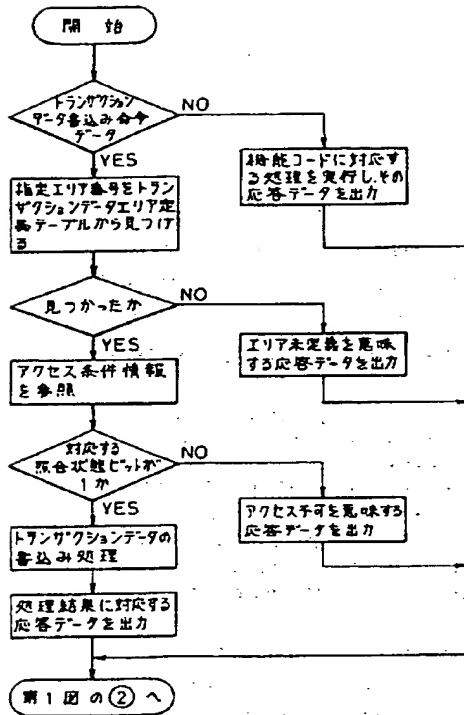 開始
トランザクション
データ書込み命令
データ
NO
YES
機能コードに対応す
る処理を実行し、その
応答データを出力
指定エリア番号をトラン
ザクションデータエリア定
義テーブルから見つけ
る
見つかったか
NO
YES
エリア未定義を意味
する応答データを出力
アクセス条件情報
を参照
対応する
照合状態ビットが
1か
NO
YES
アクセス不可を意味する
応答データを出力
トランザクションデータの
書込み処理
処理結果に対応する
応答データを出力
第1図の②へ